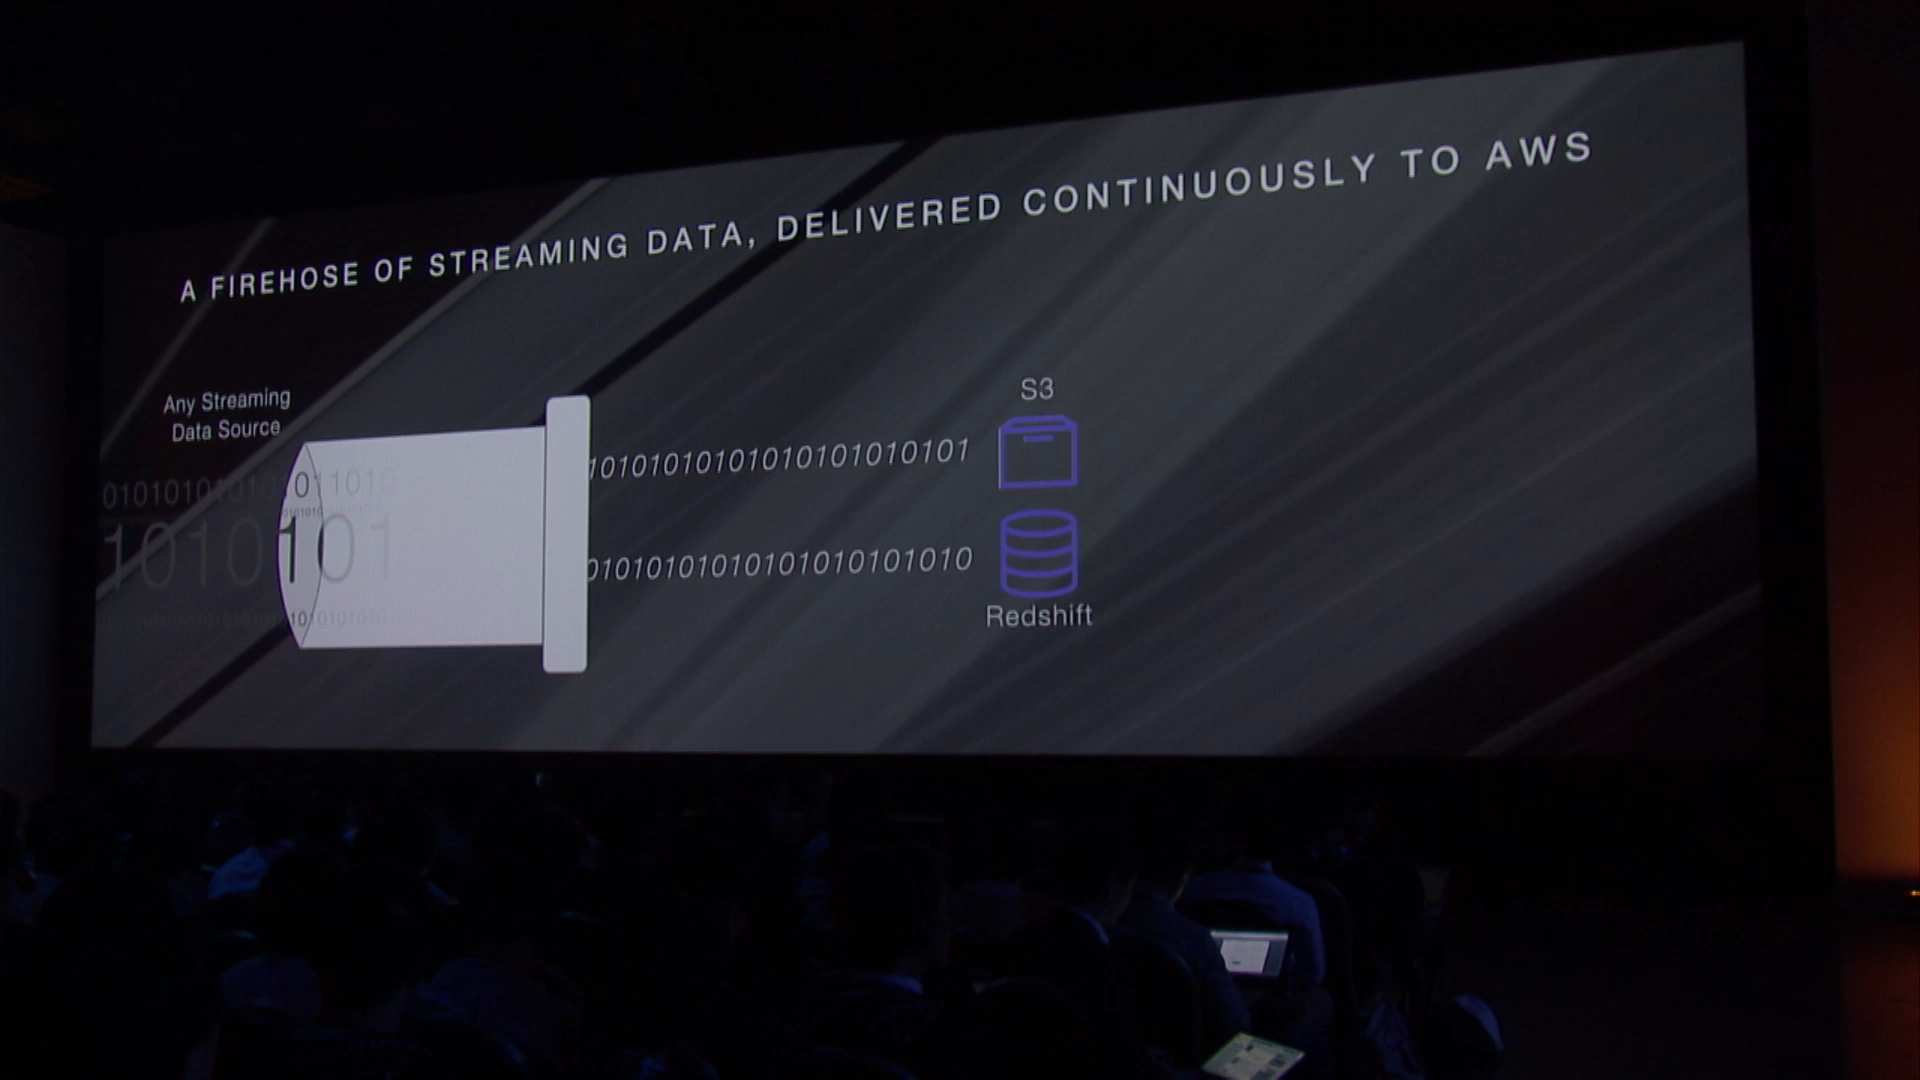 A FIREHOSE OF STREAMING DATA, DELIVERED CONTINUOUSLY TO AWS
Any Streaming
Data Source
S3
1010101010101010101010101
0101010101010101010101010
Redshift